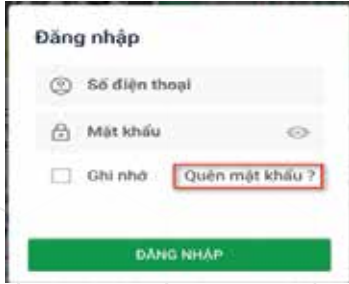 Đăng nhập
Số điện thoại
Mật khẩu
Ghi nhớ Quên mật khẩu ?
ĐĂNG NHẬP